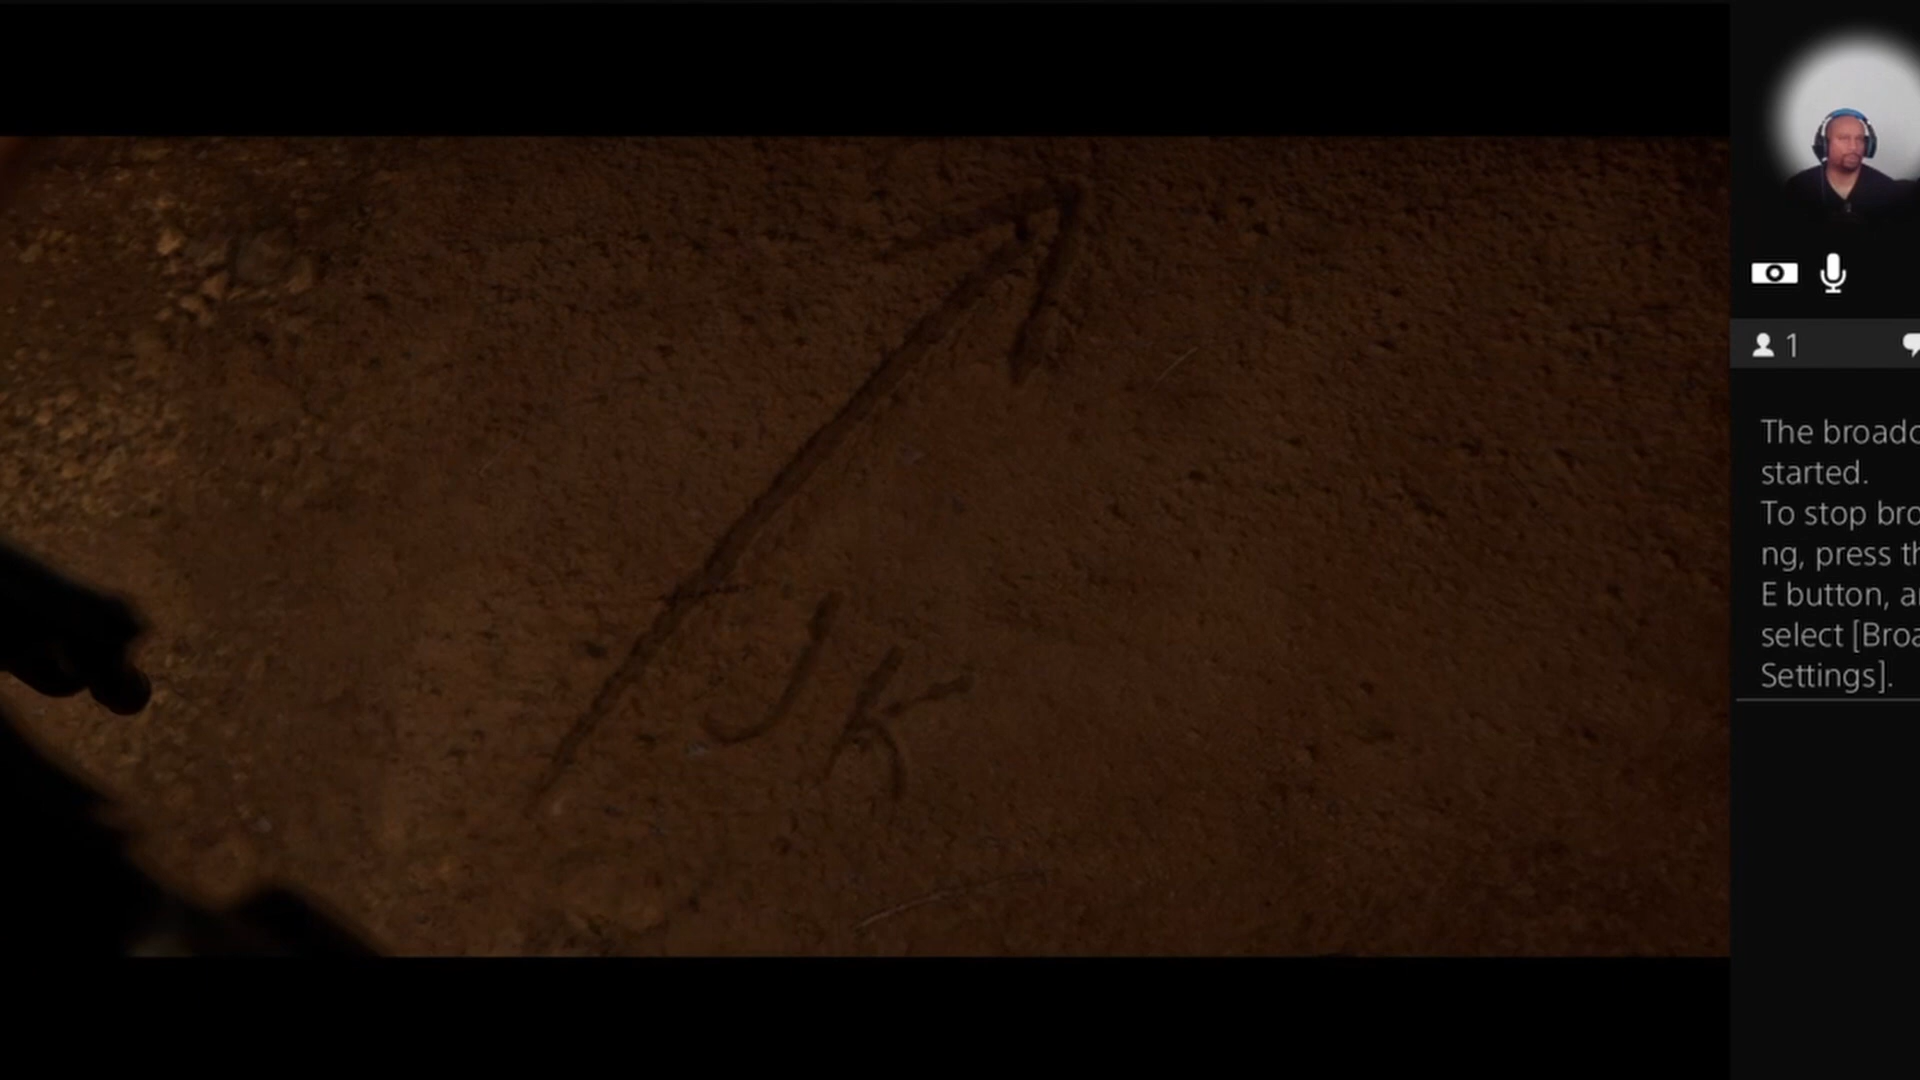 JK
1
The broadc
started.
To stop bro
ng, press th
E button, a
select [Broa
Settings].